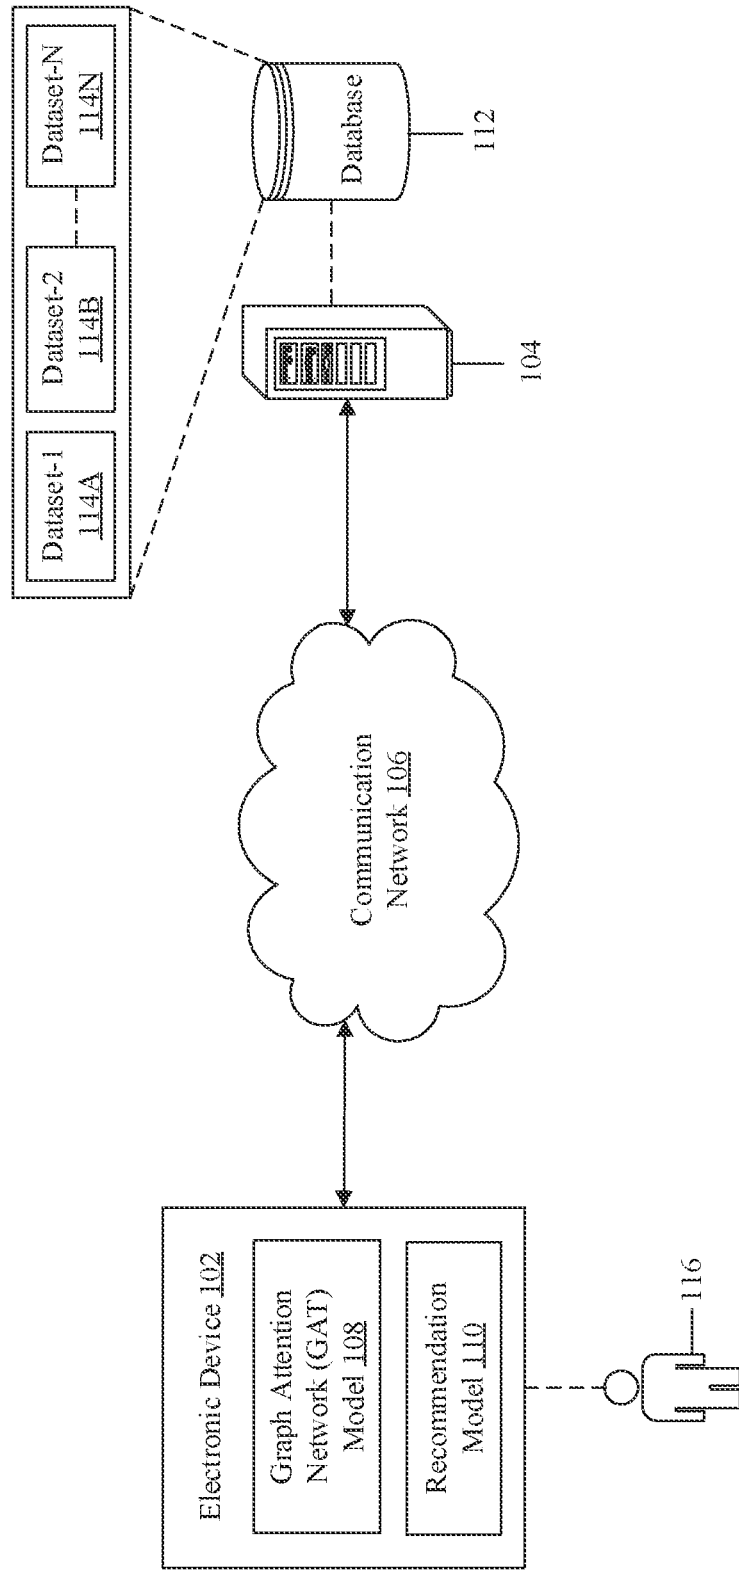 Electronic Device 102
Graph Attention
Network (GAT)
Model 108
Recommendation
Model 110
116
Communication
Network 106
104
Database
112
Dataset-1
114A
Dataset-2
114B
Dataset-N
114N